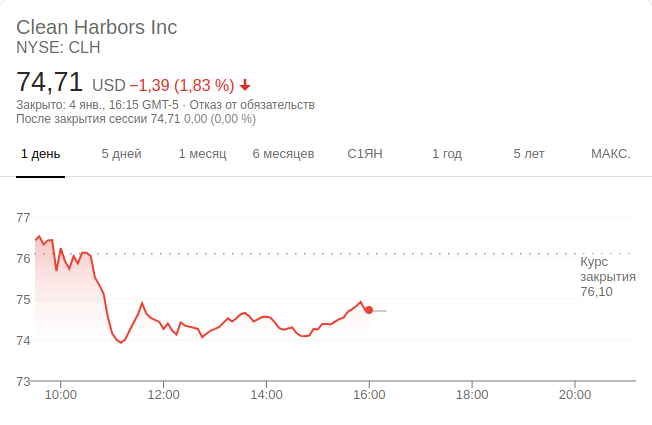 Clean Harbors Inc
NYSE: CLH
74,71 USD −1,39 (1,83 %)
Закрыто: 4 янв., 16:15 GMT-5 · Отказ от обязательств
После закрытия сессии 74,71 0,00 (0,00 %)
1 день 5 дней 1 месяц 6 месяцев С1ЯН 1 год 5 лет МАКС.
77
76
Курс
закрытия
76,10
75
74
73
10:00 12:00 14:00 16:00 18:00 20:00